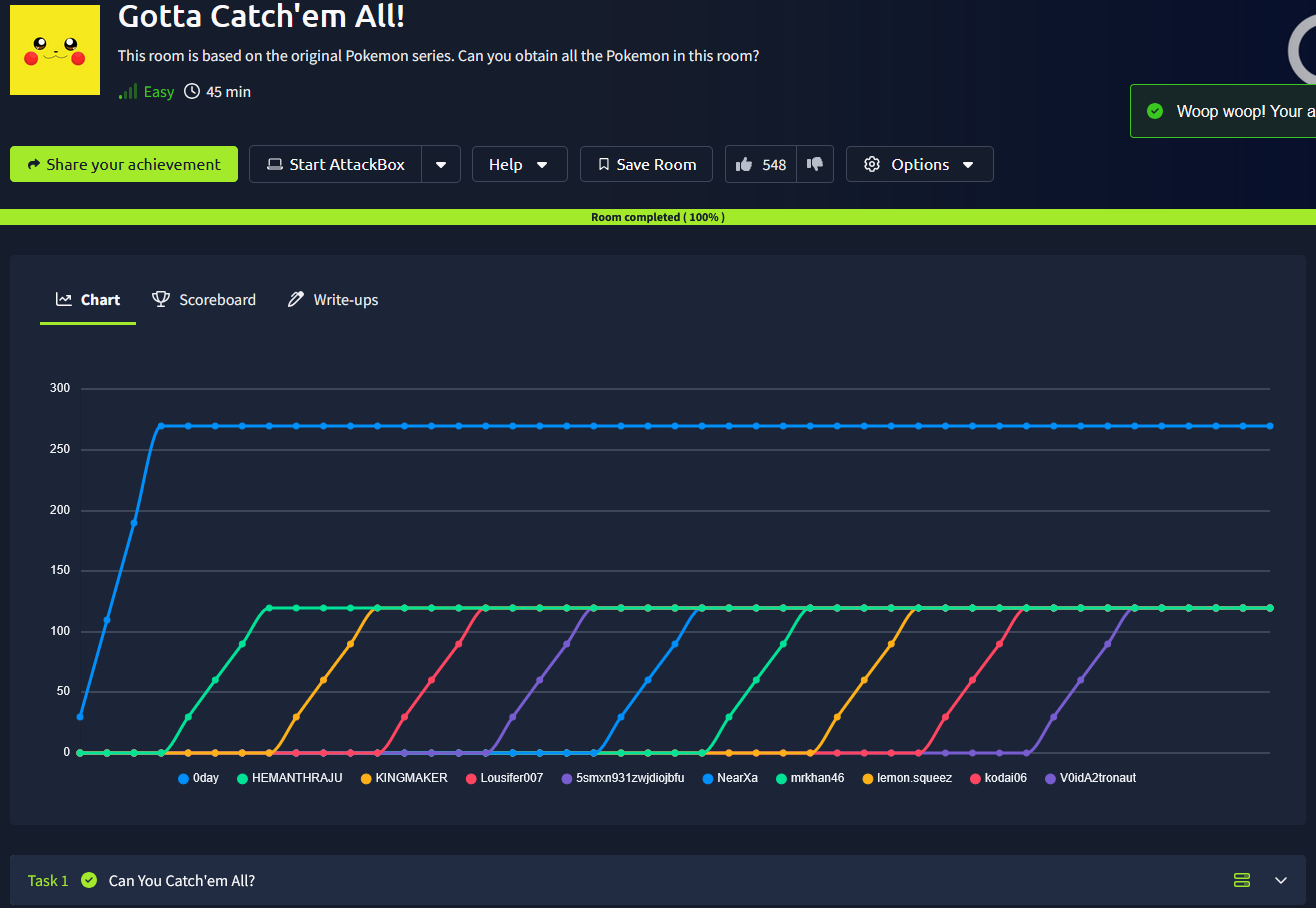 Gotta Catch'em All!
This room is based on the original Pokemon series. Can you obtain all the Pokemon in this room?
Easy 45 min
Woop woop! Your a
Share your achievement Start AttackBox Help Save Room 548 Options
Room completed ( 100% )
Chart Scoreboard Write-ups
300
250
200
150
100
50
0
0day HEMANTHRAJU KINGMAKER Lousifer007 5smxn931zwjdiojbfu NearXa mrkhan46 lemon.squeez kodai06 V0idA2tronaut
Task 1 Can You Catch'em All?